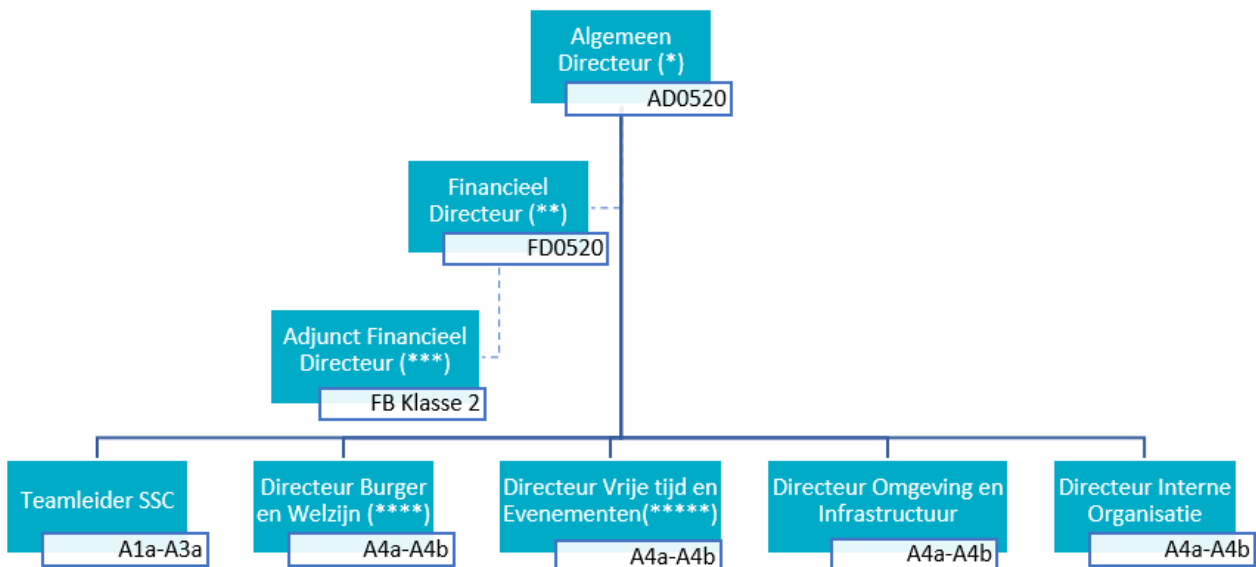 Algemeen
Directeur (*)
AD0520
Financieel
Directeur (**)
FD0520
Adjunct Financieel
Directeur (***)
FB Klasse 2
Teamleider SSC
A1a-A3a
Directeur Burger
en Welzijn (****)
A4a-A4b
Directeur Vrije tijd en
Evenementen(*****)
A4a-A4b
Directeur Omgeving en
Infrastructuur
A4a-A4b
Directeur Interne
Organisatie
A4a-A4b